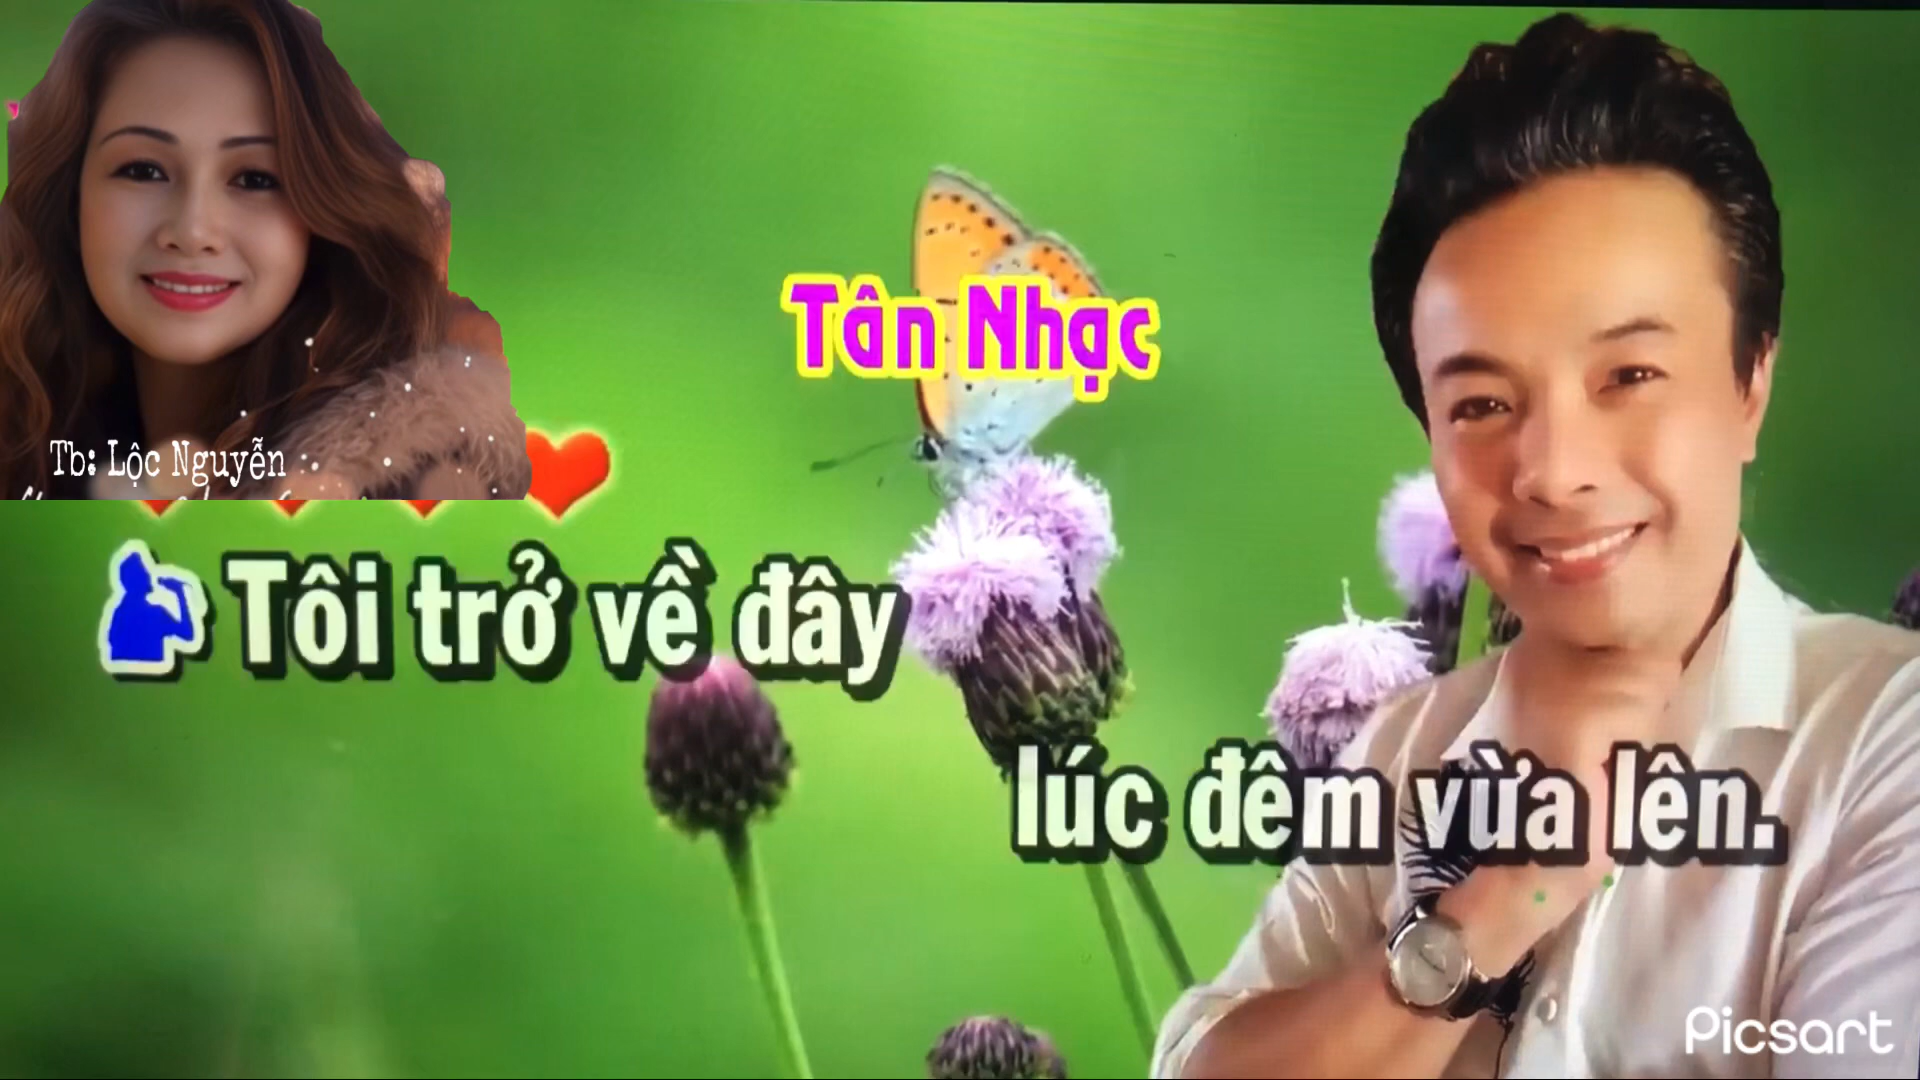 Tân Nhạc
Tb: Lộc Nguyễn
Tôi trở về đây
lúc đêm vừa lên.
Picsart